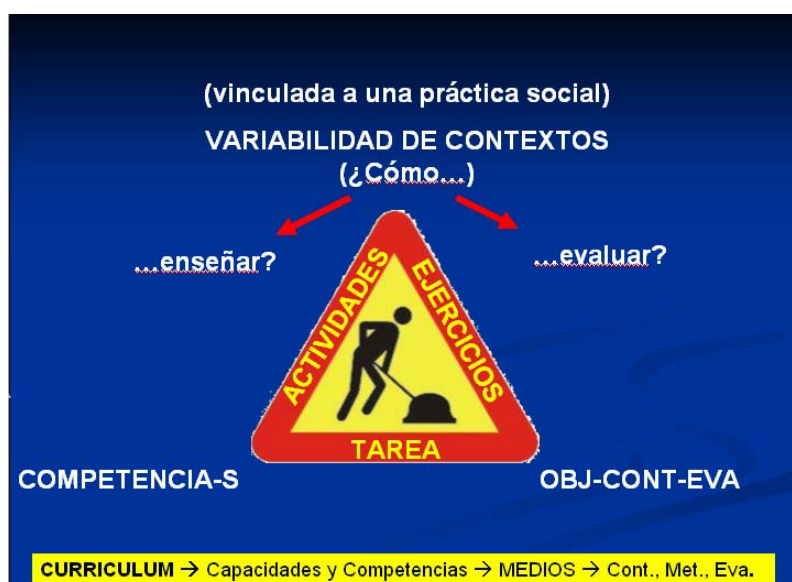 (vinculada a una práctica social)
VARIABILIDAD DE CONTEXTOS
(¿Cómo…)
…enseñar?
…evaluar?
ACTIVIDADES
EJERCICIOS
TAREA
COMPETENCIA-S
OBJ-CONT-EVA
CURRICULUM → Capacidades y Competencias → MEDIOS → Cont., Met., Eva.